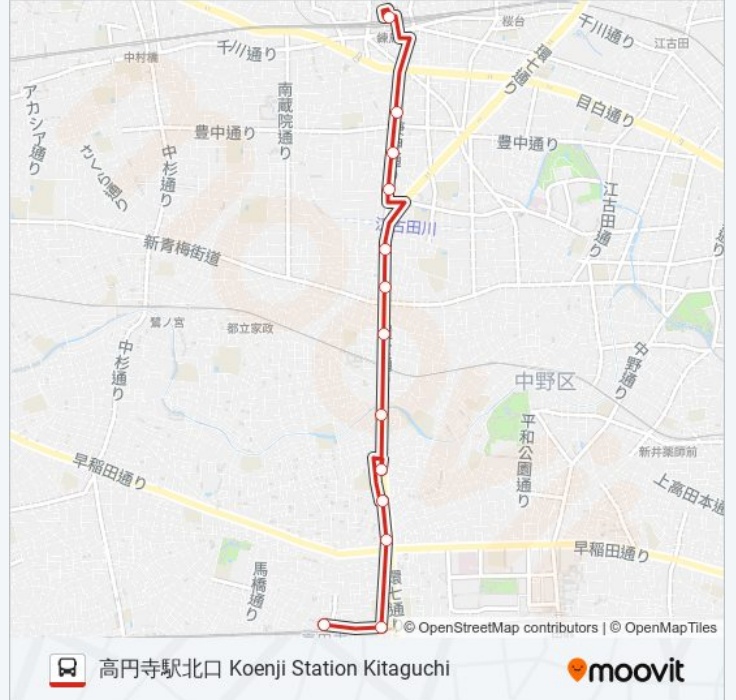 桜台
千川通り
江古田
千川通り
中村橋
環七通り
アカシア通り
南蔵院通り
目白通り
豊中通り
豊中通り
さくら通り
中杉通り
江古田通り
江古田川
新青梅街道
鷺ノ宮
都立家政
中杉通り
中野通り
中野区
平和公園通り
新井薬師前
早稲田通り
上高田本通
早稲田通り
馬橋通り
環七通り
© OpenStreetMap contributors | © OpenMapTiles
高円寺駅北口 Koenji Station Kitaguchi
moovit